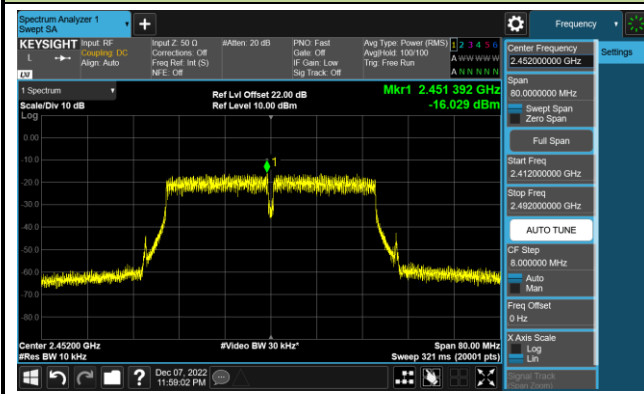 Spectrum Analyzer 1
Swept SA
Frequency
KEYSIGHT
L
LXI
Input: RF
Coupling: DC
Align: Auto
Input Z: 50 Ω
Corrections: Off
Freq Ref: Int (S)
NFE: Off
#Atten: 20 dB
PNO: Fast
Gate: Off
IF Gain: Low
Sig Track: Off
Avg Type: Power (RMS)
Avg|Hold: 100/100
Trig: Free Run
1 2 3 4 5 6
A W W W W W
A N N N N N
1 Spectrum
Scale/Div 10 dB
Log
Ref Lvl Offset 22.00 dB
Ref Level 10.00 dBm
Mkr1 2.451 392 GHz
-16.029 dBm
1
0.00
-10.0
-20.0
-30.0
-40.0
-50.0
-60.0
-70.0
-80.0
Center 2.45200 GHz
#Res BW 10 kHz
#Video BW 30 kHz*
Span 80.00 MHz
Sweep 321 ms (20001 pts)
Dec 07, 2022
11:59:02 PM
Center Frequency
2.452000000 GHz
Settings
Span
80.0000000 MHz
Swept Span
Zero Span
Full Span
Start Freq
2.412000000 GHz
Stop Freq
2.492000000 GHz
AUTO TUNE
CF Step
8.000000 MHz
Auto
Man
Freq Offset
0 Hz
X Axis Scale
Log
Lin
Signal Track
(Span Zoom)